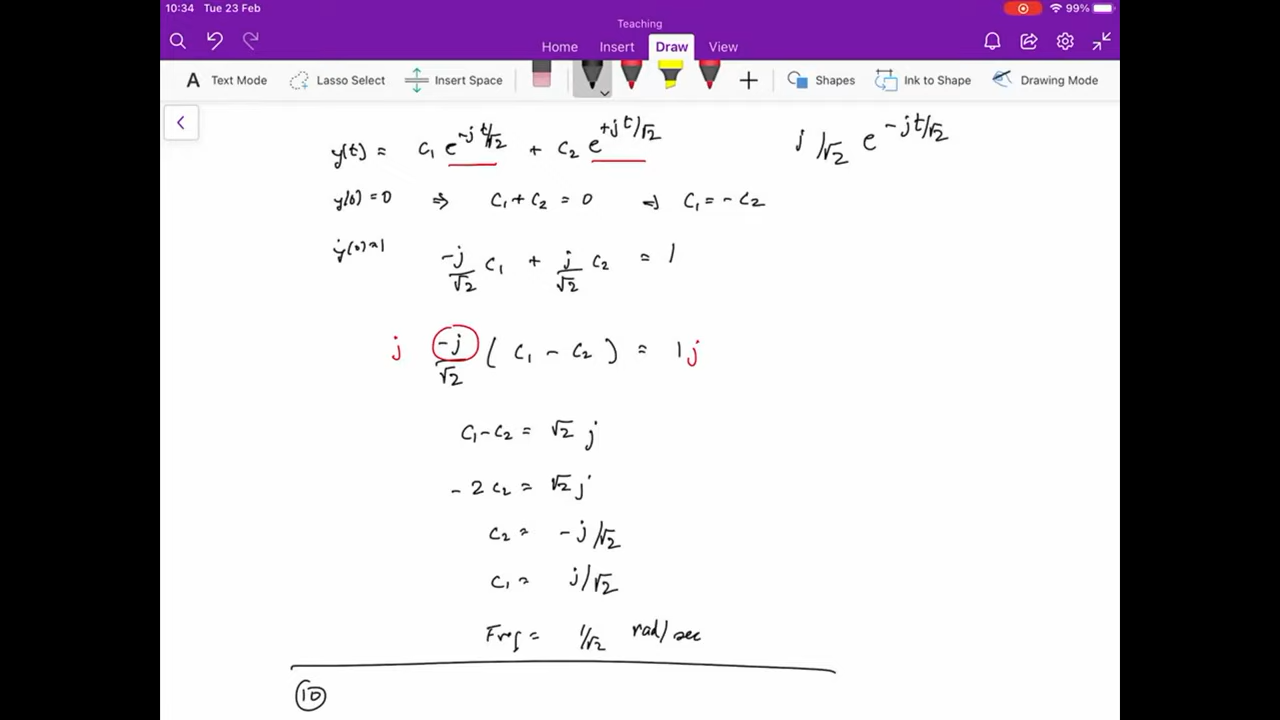 10:34 Tue 23 Feb 99%
Teaching
Home Insert Draw View
Text Mode Lasso Select Insert Space Shapes Ink to Shape Drawing Mode
y(t) = c₁ e^(-jt/√2) + c₂ e^(+jt/√2) j/√2 e^(-jt/√2)
y(0) = 0 ⇒ c₁ + c₂ = 0 ⇒ c₁ = - c₂
ẏ(0) = 1 -j/√2 c₁ + j/√2 c₂ = 1
j -j/√2 ( c₁ - c₂ ) = 1 j
c₁ - c₂ = √2 j
- 2 c₂ = √2 j
c₂ = -j/√2
c₁ = j/√2
Freq = 1/√2 rad/sec
10